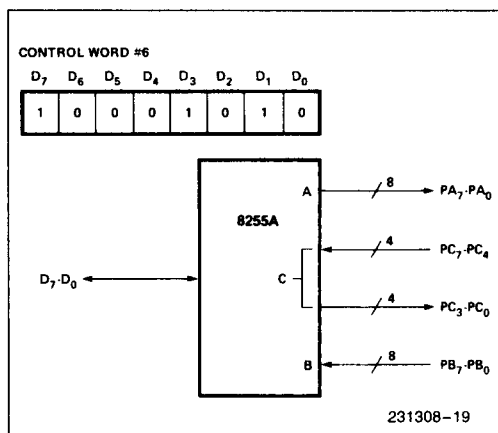 CONTROL WORD #6
D7 D6 D5 D4 D3 D2 D1 D0
1 0 0 0 1 0 1 0
A 8 PA7-PA0
8255A
4 PC7-PC4
D7-D0 C
4 PC3-PC0
B 8 PB7-PB0
231308-19